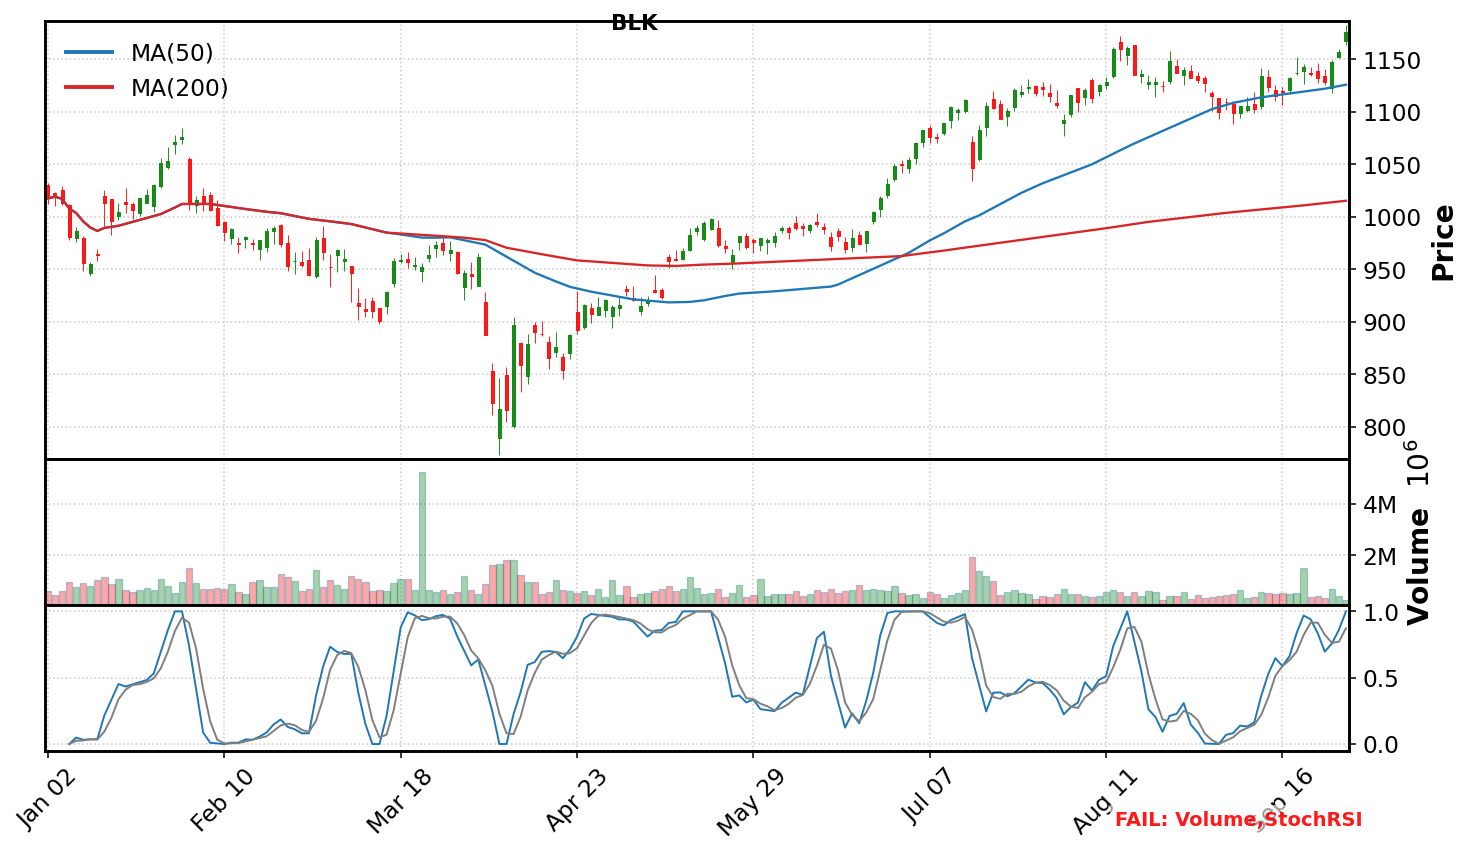 BLK
MA(50)
MA(200)
1150
1100
1050
1000
950
900
850
800
Price
4M
2M
Volume 10^6
1.0
0.5
0.0
Jan 02
Feb 10
Mar 18
Apr 23
May 29
Jul 07
Aug 11
Sep 16
FAIL: Volume,StochRSI